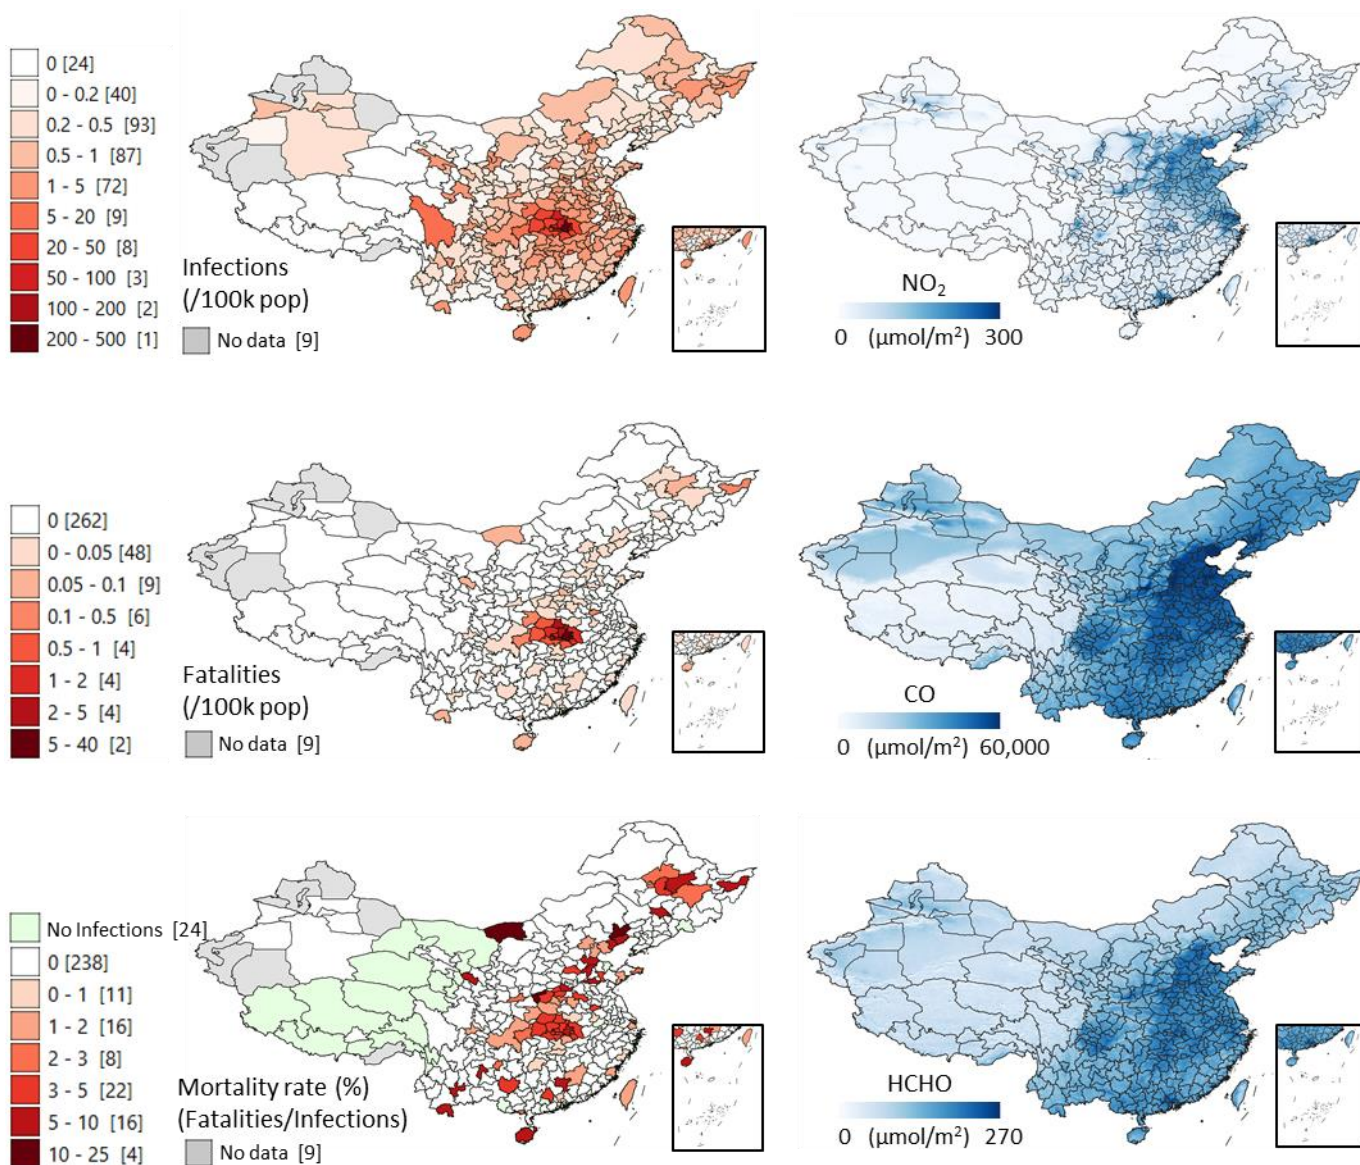 0 [24]
0 - 0.2 [40]
0.2 - 0.5 [93]
0.5 - 1 [87]
1 - 5 [72]
5 - 20 [9]
20 - 50 [8]
50 - 100 [3]
100 - 200 [2]
200 - 500 [1]
Infections
(/100k pop)
No data [9]
NO₂
0 (μmol/m²) 300
0 [262]
0 - 0.05 [48]
0.05 - 0.1 [9]
0.1 - 0.5 [6]
0.5 - 1 [4]
1 - 2 [4]
2 - 5 [4]
5 - 40 [2]
Fatalities
(/100k pop)
No data [9]
CO
0 (μmol/m²) 60,000
No Infections [24]
0 [238]
0 - 1 [11]
1 - 2 [16]
2 - 3 [8]
3 - 5 [22]
5 - 10 [16]
10 - 25 [4]
Mortality rate (%)
(Fatalities/Infections)
No data [9]
HCHO
0 (μmol/m²) 270